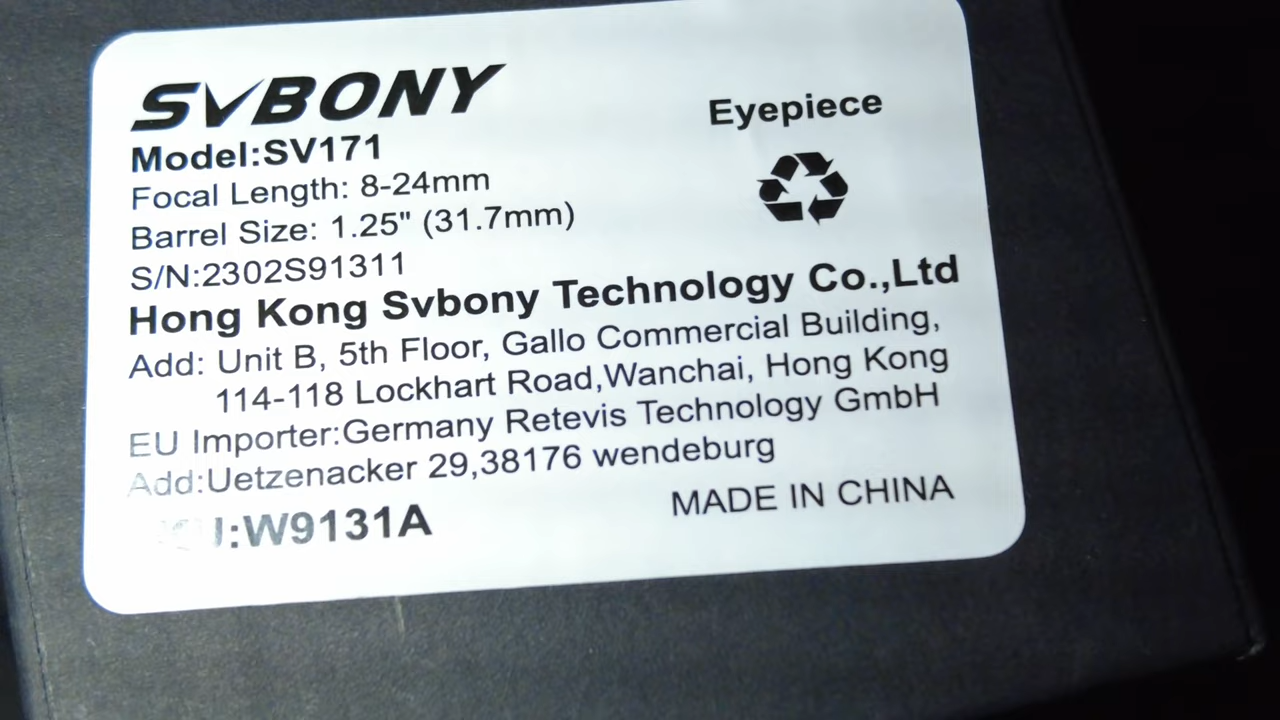 SVBONY
Eyepiece
Model:SV171
Focal Length: 8-24mm
Barrel Size: 1.25" (31.7mm)
S/N:2302S91311
Hong Kong Svbony Technology Co.,Ltd
Add: Unit B, 5th Floor, Gallo Commercial Building,
114-118 Lockhart Road,Wanchai, Hong Kong
EU Importer:Germany Retevis Technology GmbH
Add:Uetzenacker 29,38176 wendeburg
:W9131A
MADE IN CHINA